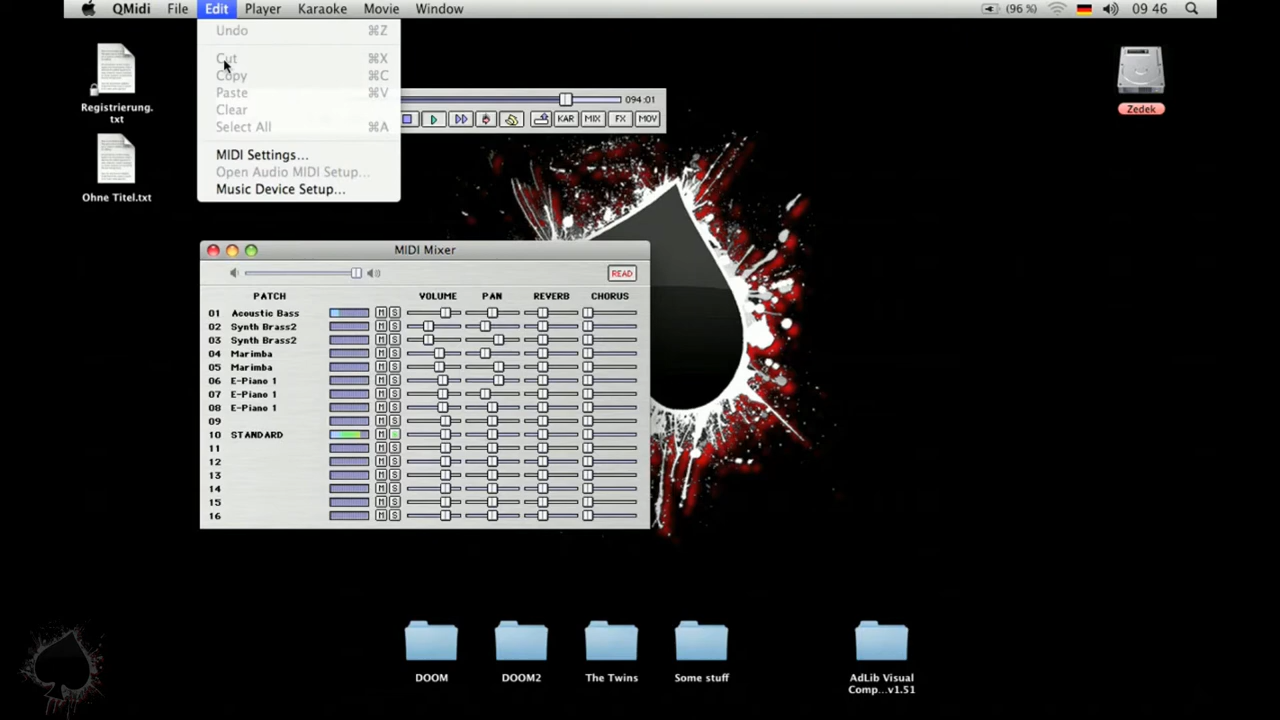 QMidi File Edit Player Karaoke Movie Window (96 %) 09 46
Undo ⌘Z
Cut ⌘X
Copy ⌘C
Paste ⌘V
Clear
Select All ⌘A
MIDI Settings...
Open Audio MIDI Setup...
Music Device Setup...
Registrierung.
txt
Ohne Titel.txt
094:01
KAR MIX FX MOV
Zedek
MIDI Mixer
READ
PATCH VOLUME PAN REVERB CHORUS
01 Acoustic Bass M S
02 Synth Brass2 M S
03 Synth Brass2 M S
04 Marimba M S
05 Marimba M S
06 E-Piano 1 M S
07 E-Piano 1 M S
08 E-Piano 1 M S
09 M S
10 STANDARD M S
11 M S
12 M S
13 M S
14 M S
15 M S
16 M S
DOOM
DOOM2
The Twins
Some stuff
AdLib Visual
Comp...v1.51